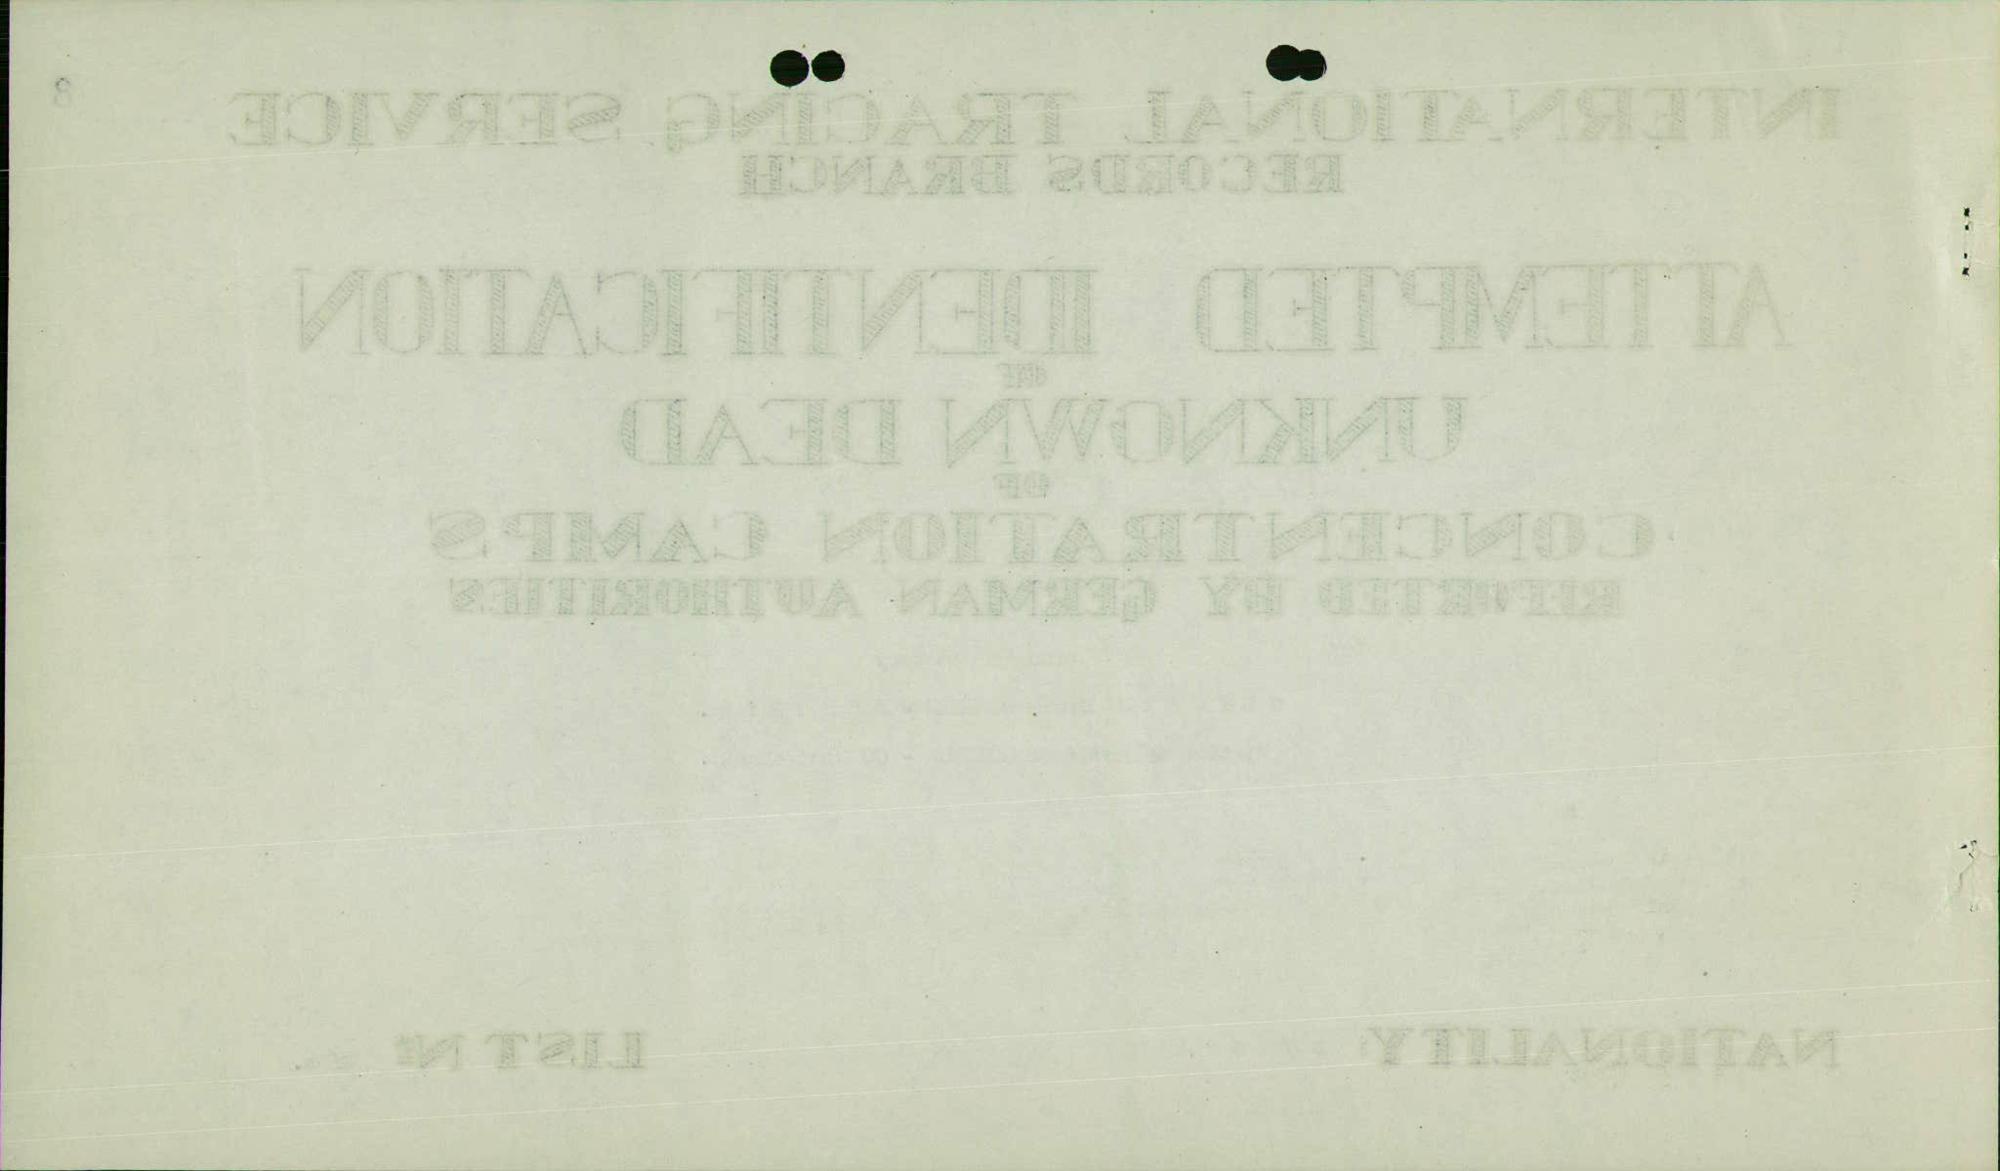 8
INTERNATIONAL TRACING SERVICE
RECORDS BRANCH
ATTEMPTED IDENTIFICATION
OF
UNKNOWN DEAD
OF
CONCENTRATION CAMPS
REPORTED BY GERMAN AUTHORITIES
NATIONALITY: LIST Nº